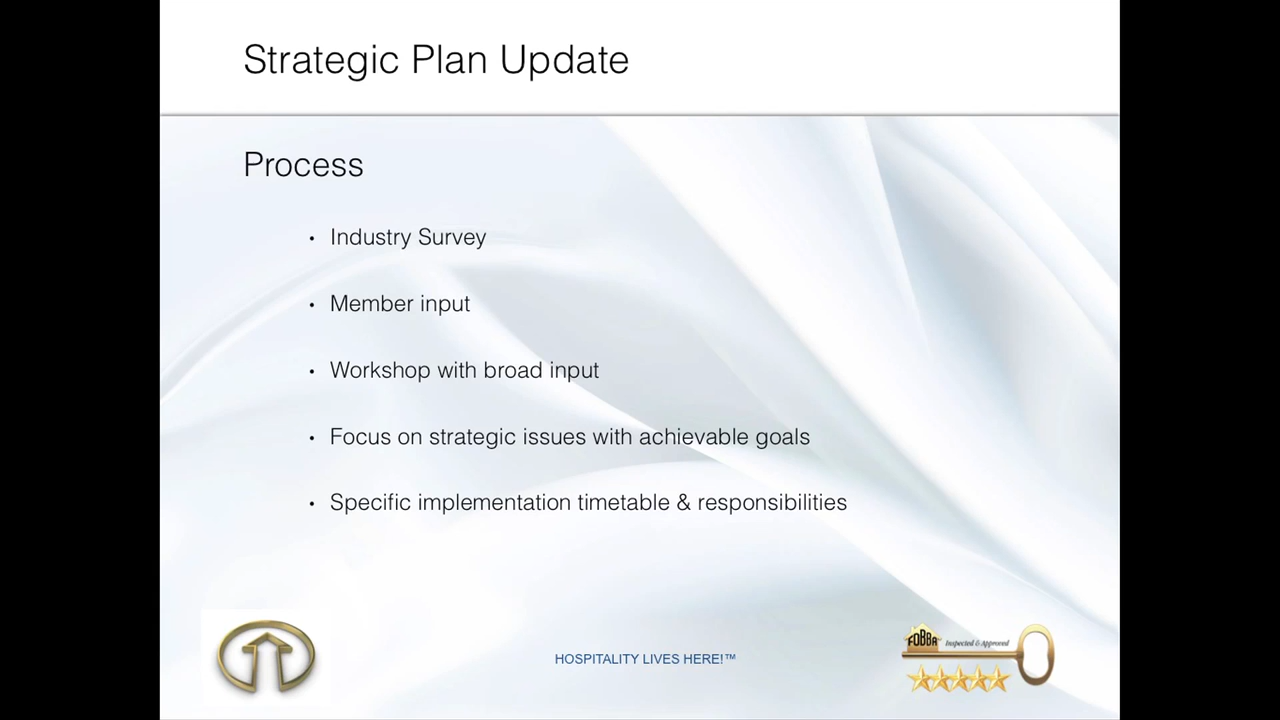 Strategic Plan Update
Process
• Industry Survey
• Member input
• Workshop with broad input
• Focus on strategic issues with achievable goals
• Specific implementation timetable & responsibilities
HOSPITALITY LIVES HERE!™
FOBBA Inspected & Approved